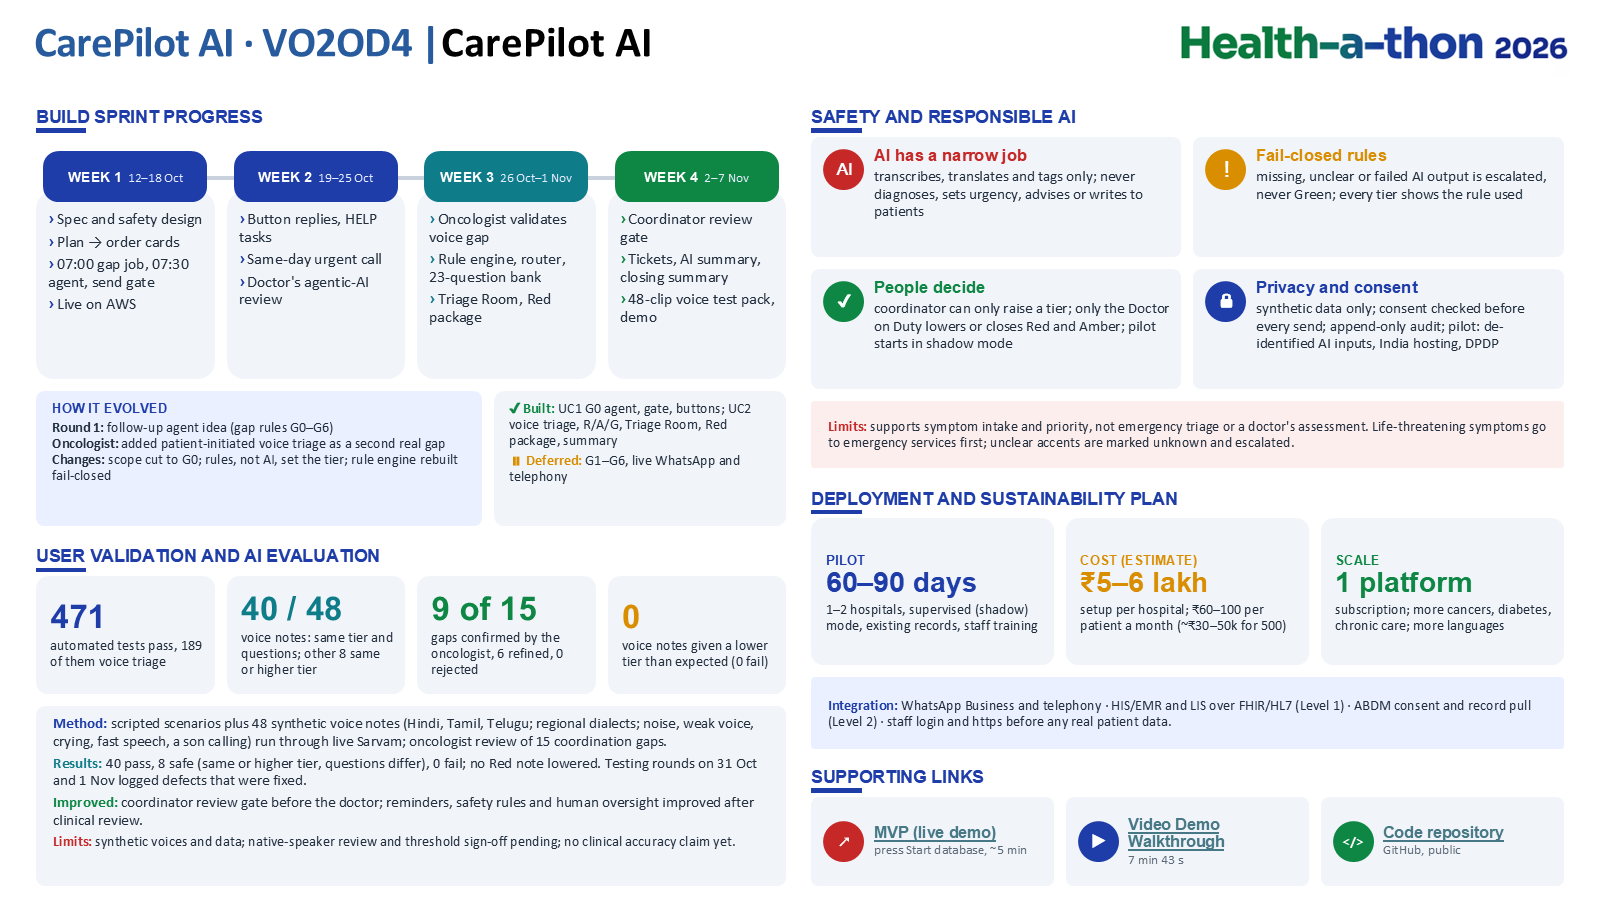 CarePilot AI · VO2OD4 | CarePilot AI
Health-a-thon 2026
BUILD SPRINT PROGRESS
WEEK 1 12–18 Oct
› Spec and safety design
› Plan → order cards
› 07:00 gap job, 07:30
agent, send gate
› Live on AWS
WEEK 2 19–25 Oct
› Button replies, HELP
tasks
› Same-day urgent call
› Doctor's agentic-AI
review
WEEK 3 26 Oct–1 Nov
› Oncologist validates
voice gap
› Rule engine, router,
23-question bank
› Triage Room, Red
package
WEEK 4 2–7 Nov
› Coordinator review
gate
› Tickets, AI summary,
closing summary
› 48-clip voice test pack,
demo
HOW IT EVOLVED
Round 1: follow-up agent idea (gap rules G0–G6)
Oncologist: added patient-initiated voice triage as a second real gap
Changes: scope cut to G0; rules, not AI, set the tier; rule engine rebuilt
fail-closed
✔ Built: UC1 G0 agent, gate, buttons; UC2
voice triage, R/A/G, Triage Room, Red
package, summary
⏸ Deferred: G1–G6, live WhatsApp and
telephony
USER VALIDATION AND AI EVALUATION
471
automated tests pass, 189
of them voice triage
40 / 48
voice notes: same tier and
questions; other 8 same
or higher tier
9 of 15
gaps confirmed by the
oncologist, 6 refined, 0
rejected
0
voice notes given a lower
tier than expected (0 fail)
Method: scripted scenarios plus 48 synthetic voice notes (Hindi, Tamil, Telugu; regional dialects; noise, weak voice,
crying, fast speech, a son calling) run through live Sarvam; oncologist review of 15 coordination gaps.
Results: 40 pass, 8 safe (same or higher tier, questions differ), 0 fail; no Red note lowered. Testing rounds on 31 Oct
and 1 Nov logged defects that were fixed.
Improved: coordinator review gate before the doctor; reminders, safety rules and human oversight improved after
clinical review.
Limits: synthetic voices and data; native-speaker review and threshold sign-off pending; no clinical accuracy claim yet.
SAFETY AND RESPONSIBLE AI
AI
AI has a narrow job
transcribes, translates and tags only; never
diagnoses, sets urgency, advises or writes to
patients
!
Fail-closed rules
missing, unclear or failed AI output is escalated,
never Green; every tier shows the rule used
✔
People decide
coordinator can only raise a tier; only the Doctor
on Duty lowers or closes Red and Amber; pilot
starts in shadow mode
Privacy and consent
synthetic data only; consent checked before
every send; append-only audit; pilot: de-
identified AI inputs, India hosting, DPDP
Limits: supports symptom intake and priority, not emergency triage or a doctor's assessment. Life-threatening symptoms go
to emergency services first; unclear accents are marked unknown and escalated.
DEPLOYMENT AND SUSTAINABILITY PLAN
PILOT
60–90 days
1–2 hospitals, supervised (shadow)
mode, existing records, staff training
COST (ESTIMATE)
₹5–6 lakh
setup per hospital; ₹60–100 per
patient a month (~₹30–50k for 500)
SCALE
1 platform
subscription; more cancers, diabetes,
chronic care; more languages
Integration: WhatsApp Business and telephony · HIS/EMR and LIS over FHIR/HL7 (Level 1) · ABDM consent and record pull
(Level 2) · staff login and https before any real patient data.
SUPPORTING LINKS
↗
MVP (live demo)
press Start database, ~5 min
▶
Video Demo
Walkthrough
7 min 43 s
</>
Code repository
GitHub, public